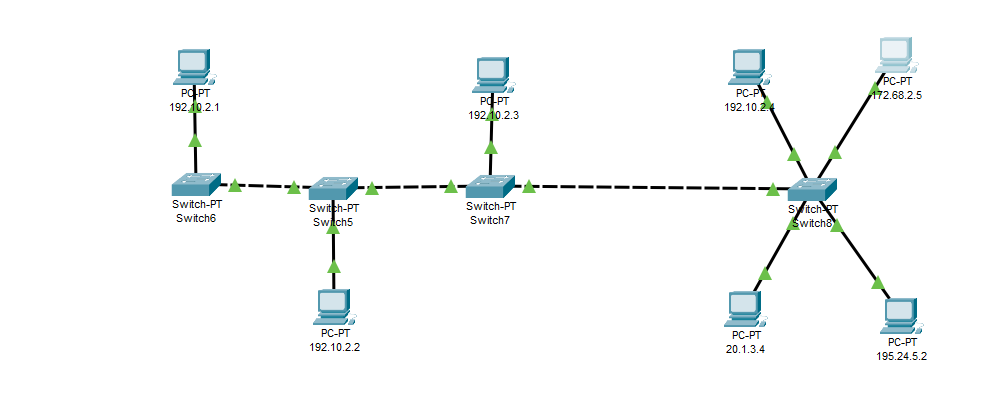 PC-PT
192.10.2.1
PC-PT
192.10.2.3
PC-PT
192.10.2.4
PC-PT
172.68.2.5
Switch-PT
Switch6
Switch-PT
Switch5
Switch-PT
Switch7
Switch-PT
Switch8
PC-PT
192.10.2.2
PC-PT
20.1.3.4
PC-PT
195.24.5.2